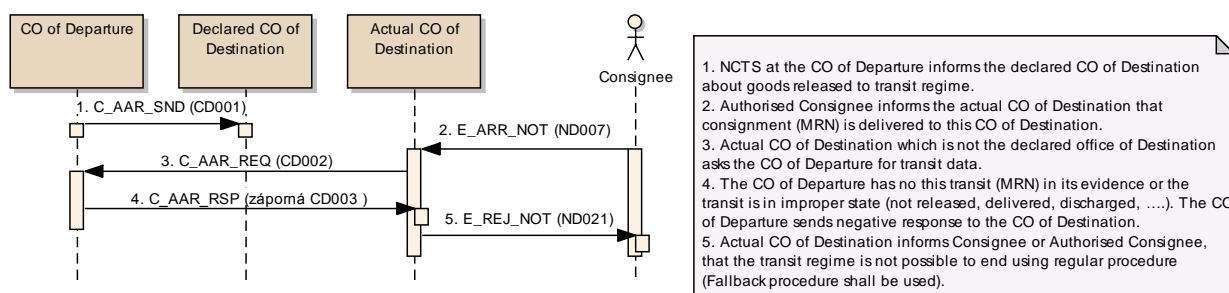 CO of Departure
Declared CO of
Destination
Actual CO of
Destination
Consignee
1. C_AAR_SND (CD001)
2. E_ARR_NOT (ND007)
3. C_AAR_REQ (CD002)
4. C_AAR_RSP (záporná CD003 )
5. E_REJ_NOT (ND021)
1. NCTS at the CO of Departure informs the declared CO of Destination
about goods released to transit regime.
2. Authorised Consignee informs the actual CO of Destination that
consignment (MRN) is delivered to this CO of Destination.
3. Actual CO of Destination which is not the declared office of Destination
asks the CO of Departure for transit data.
4. The CO of Departure has no this transit (MRN) in its evidence or the
transit is in improper state (not released, delivered, discharged, ….). The CO
of Departure sends negative response to the CO of Destination.
5. Actual CO of Destination informs Consignee or Authorised Consignee,
that the transit regime is not possible to end using regular procedure
(Fallback procedure shall be used).